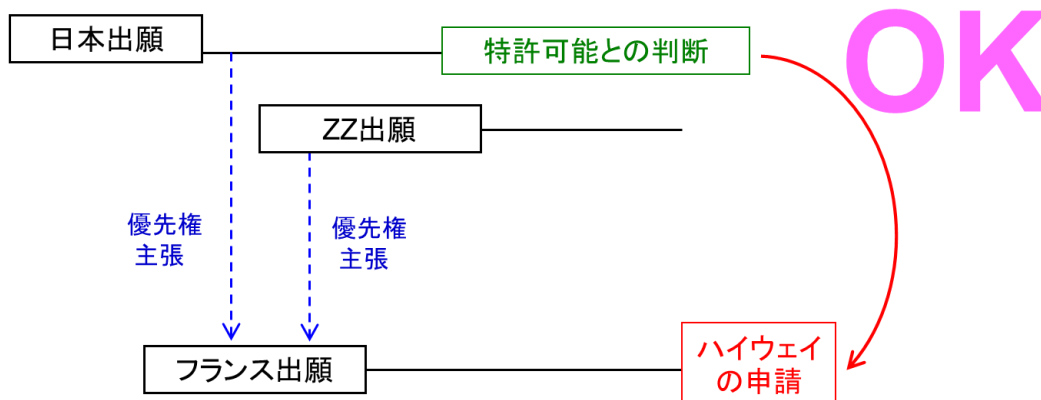 日本出願
特許可能との判断
OK
ZZ出願
優先権
主張
優先権
主張
フランス出願
ハイウェイ
の申請